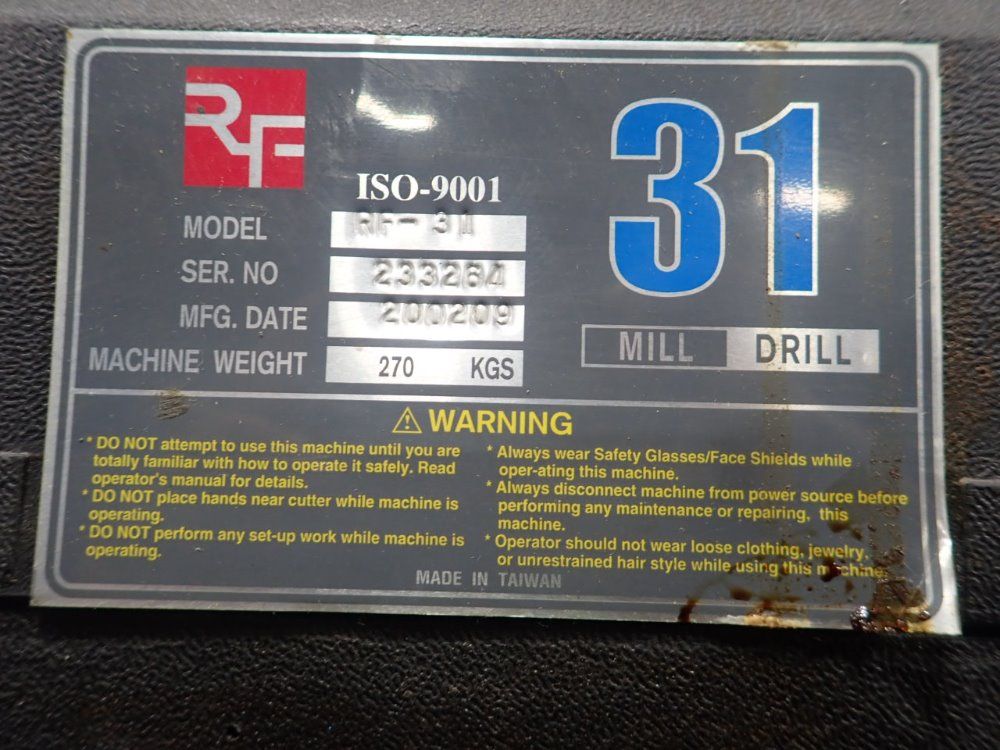 RF
31
ISO-9001
MODEL RF-31
SER. NO 233264
MFG. DATE 200209
MACHINE WEIGHT 270 KGS
MILL DRILL
WARNING
* DO NOT attempt to use this machine until you are
totally familiar with how to operate it safely. Read
operator's manual for details.
* DO NOT place hands near cutter while machine is
operating.
* DO NOT perform any set-up work while machine is
operating.
* Always wear Safety Glasses/Face Shields while
oper-ating this machine.
* Always disconnect machine from power source before
performing any maintenance or repairing, this
machine.
* Operator should not wear loose clothing, jewelry,
or unrestrained hair style while using this machine.
MADE IN TAIWAN